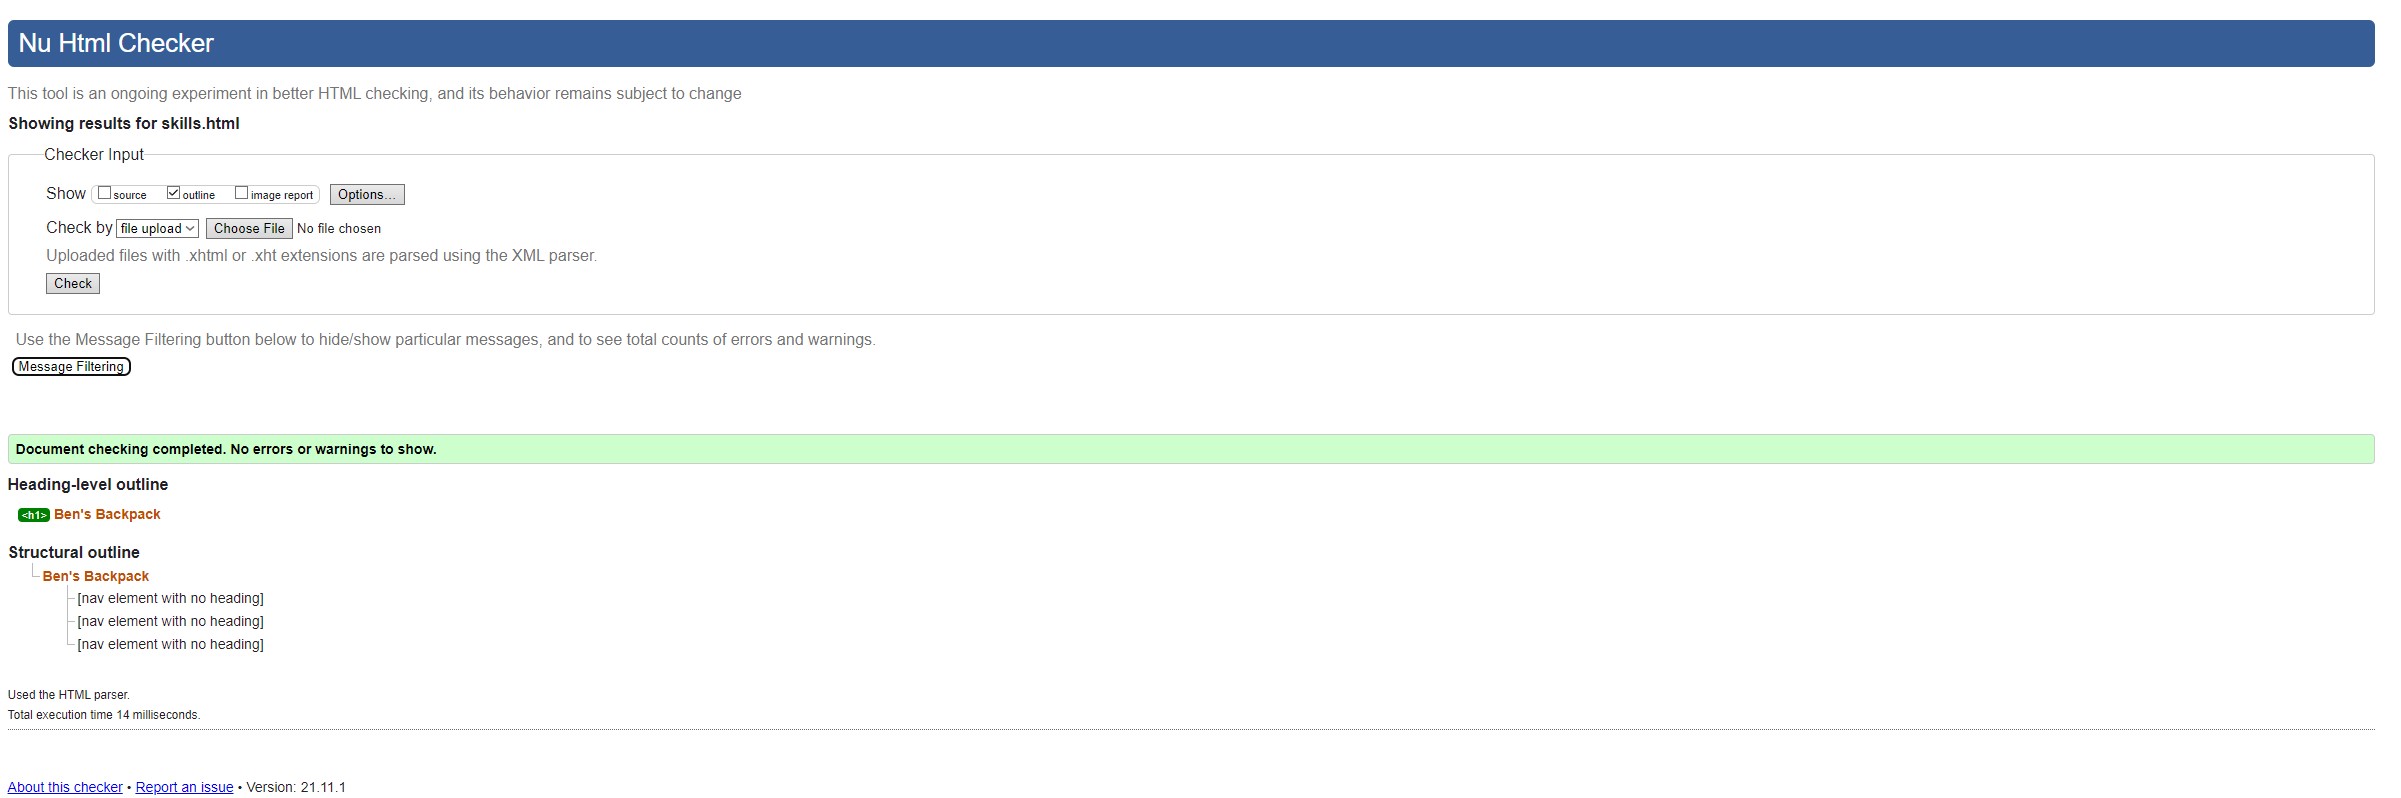 Nu Html Checker
This tool is an ongoing experiment in better HTML checking, and its behavior remains subject to change
Showing results for skills.html
Checker Input
Show source outline image report Options...
Check by file upload Choose File No file chosen
Uploaded files with .xhtml or .xht extensions are parsed using the XML parser.
Check
Use the Message Filtering button below to hide/show particular messages, and to see total counts of errors and warnings.
Message Filtering
Document checking completed. No errors or warnings to show.
Heading-level outline
<h1> Ben's Backpack
Structural outline
Ben's Backpack
[nav element with no heading]
[nav element with no heading]
[nav element with no heading]
Used the HTML parser.
Total execution time 14 milliseconds.
About this checker • Report an issue • Version: 21.11.1